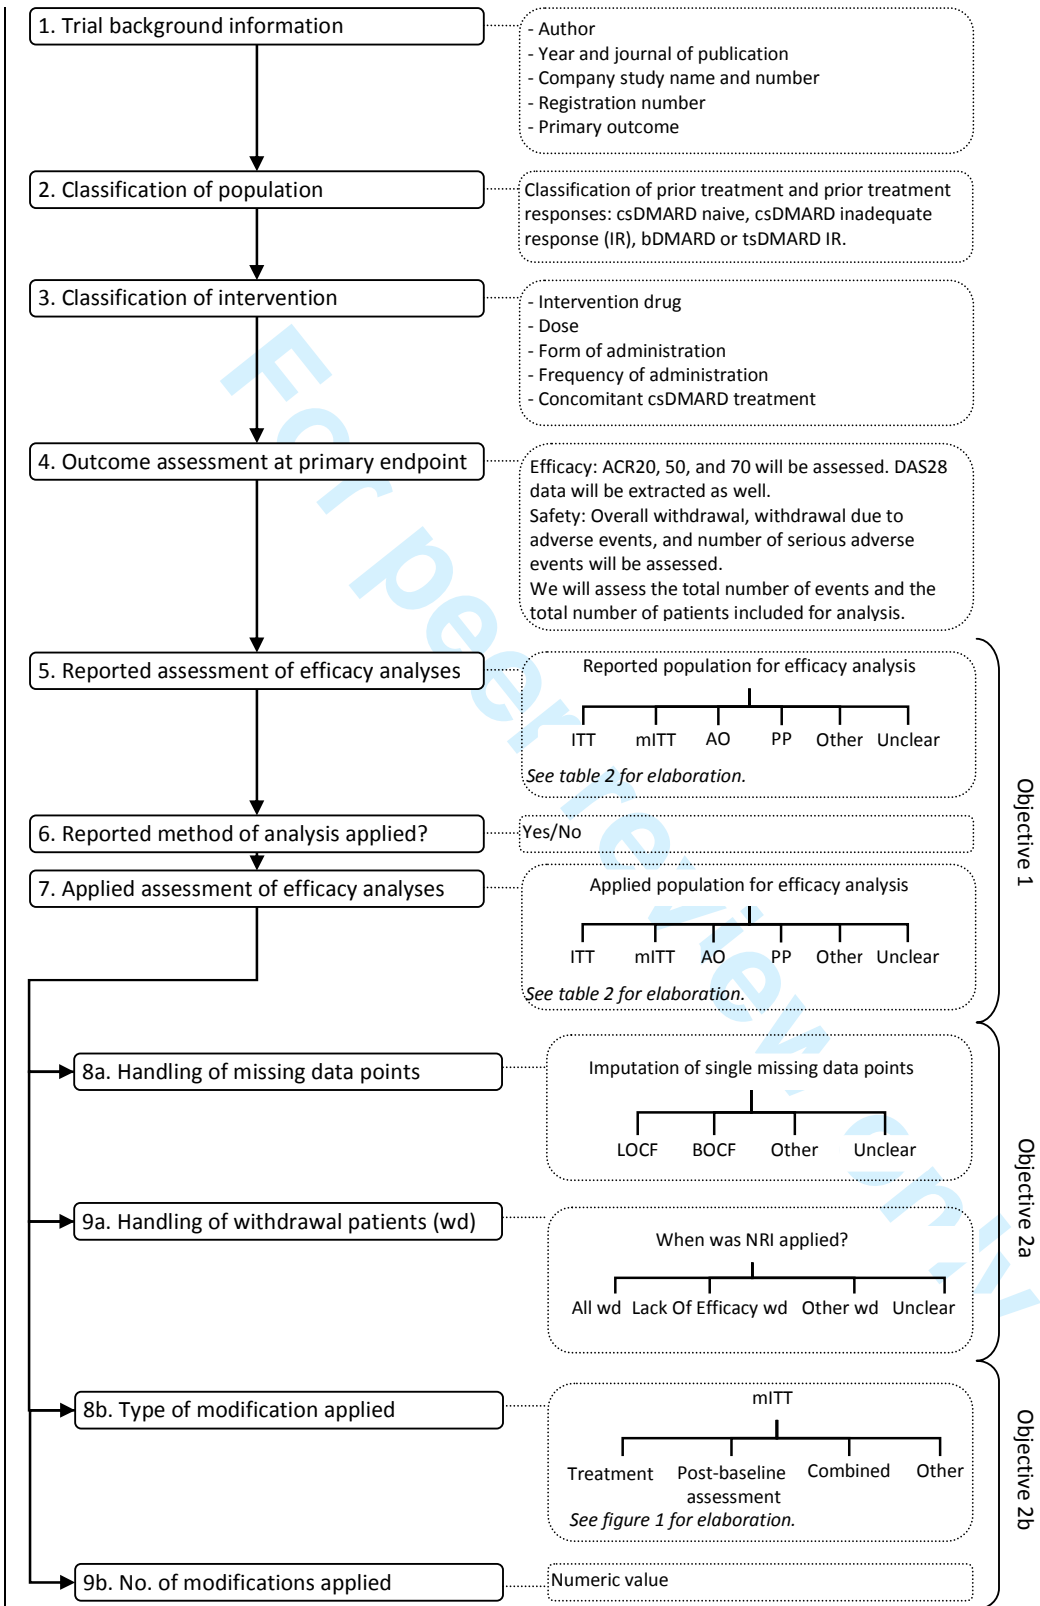 1. Trial background information
- Author
- Year and journal of publication
- Company study name and number
- Registration number
- Primary outcome
2. Classification of population
Classification of prior treatment and prior treatment
responses: csDMARD naive, csDMARD inadequate
response (IR), bDMARD or tsDMARD IR.
3. Classification of intervention
- Intervention drug
- Dose
- Form of administration
- Frequency of administration
- Concomitant csDMARD treatment
4. Outcome assessment at primary endpoint
Efficacy: ACR20, 50, and 70 will be assessed. DAS28
data will be extracted as well.
Safety: Overall withdrawal, withdrawal due to
adverse events, and number of serious adverse
events will be assessed.
We will assess the total number of events and the
total number of patients included for analysis.
5. Reported assessment of efficacy analyses
Reported population for efficacy analysis
ITT mITT AO PP Other Unclear
See table 2 for elaboration.
6. Reported method of analysis applied?
Yes/No
7. Applied assessment of efficacy analyses
Applied population for efficacy analysis
ITT mITT AO PP Other Unclear
See table 2 for elaboration.
Objective 1
8a. Handling of missing data points
Imputation of single missing data points
LOCF BOCF Other Unclear
9a. Handling of withdrawal patients (wd)
When was NRI applied?
All wd Lack Of Efficacy wd Other wd Unclear
Objective 2a
8b. Type of modification applied
mITT
Treatment Post-baseline Combined Other
assessment
See figure 1 for elaboration.
9b. No. of modifications applied
Numeric value
Objective 2b
For peer review only